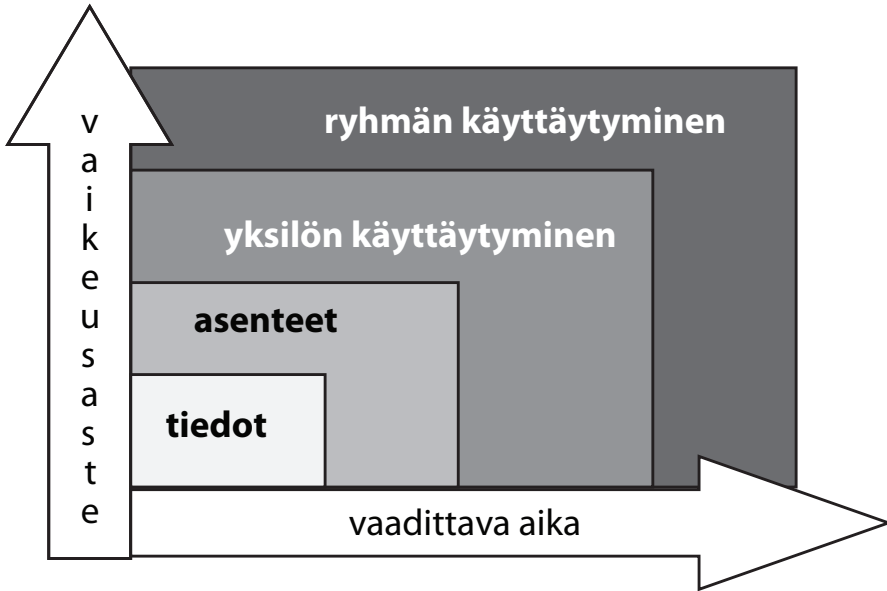 vaikeusaste
ryhmän käyttäytyminen
yksilön käyttäytyminen
asenteet
tiedot
vaadittava aika